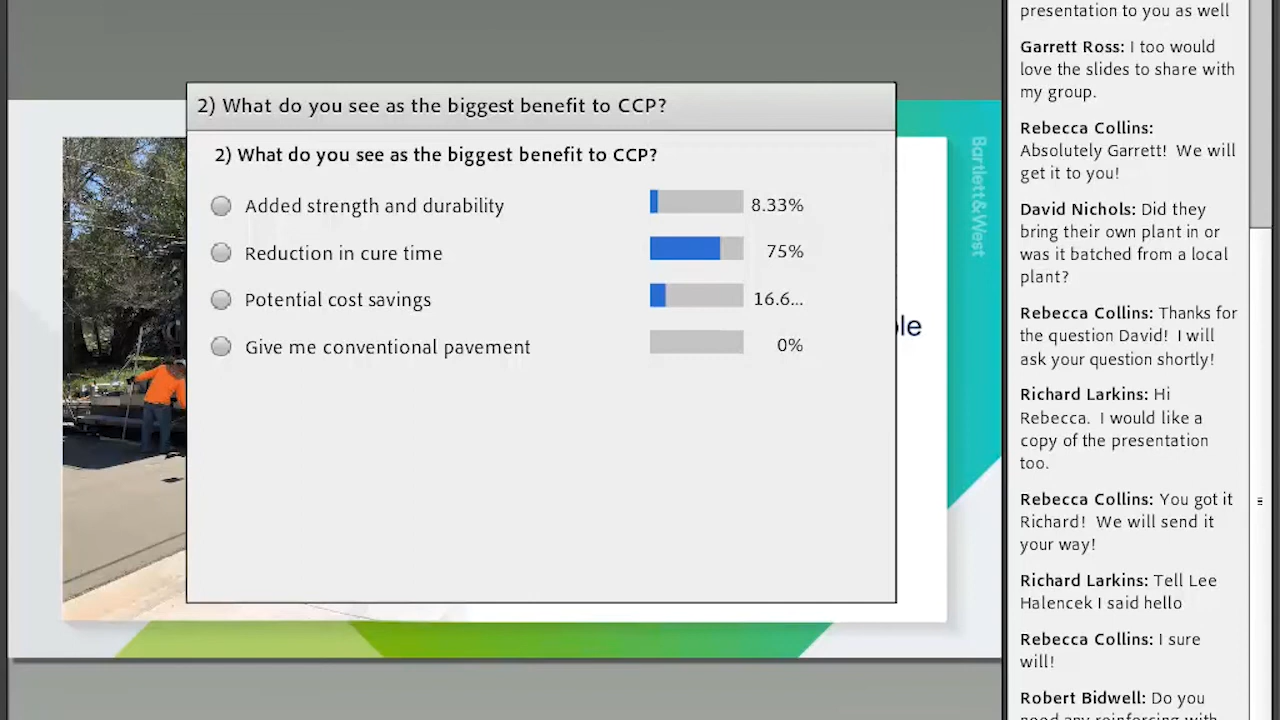 2) What do you see as the biggest benefit to CCP?
2) What do you see as the biggest benefit to CCP?
Added strength and durability 8.33%
Reduction in cure time 75%
Potential cost savings 16.6...
Give me conventional pavement 0%
Bartlett&West
presentation to you as well
Garrett Ross: I too would
love the slides to share with
my group.
Rebecca Collins:
Absolutely Garrett! We will
get it to you!
David Nichols: Did they
bring their own plant in or
was it batched from a local
plant?
Rebecca Collins: Thanks for
the question David! I will
ask your question shortly!
Richard Larkins: Hi
Rebecca. I would like a
copy of the presentation
too.
Rebecca Collins: You got it
Richard! We will send it
your way!
Richard Larkins: Tell Lee
Halencek I said hello
Rebecca Collins: I sure
will!
Robert Bidwell: Do you
need any reinforcing with